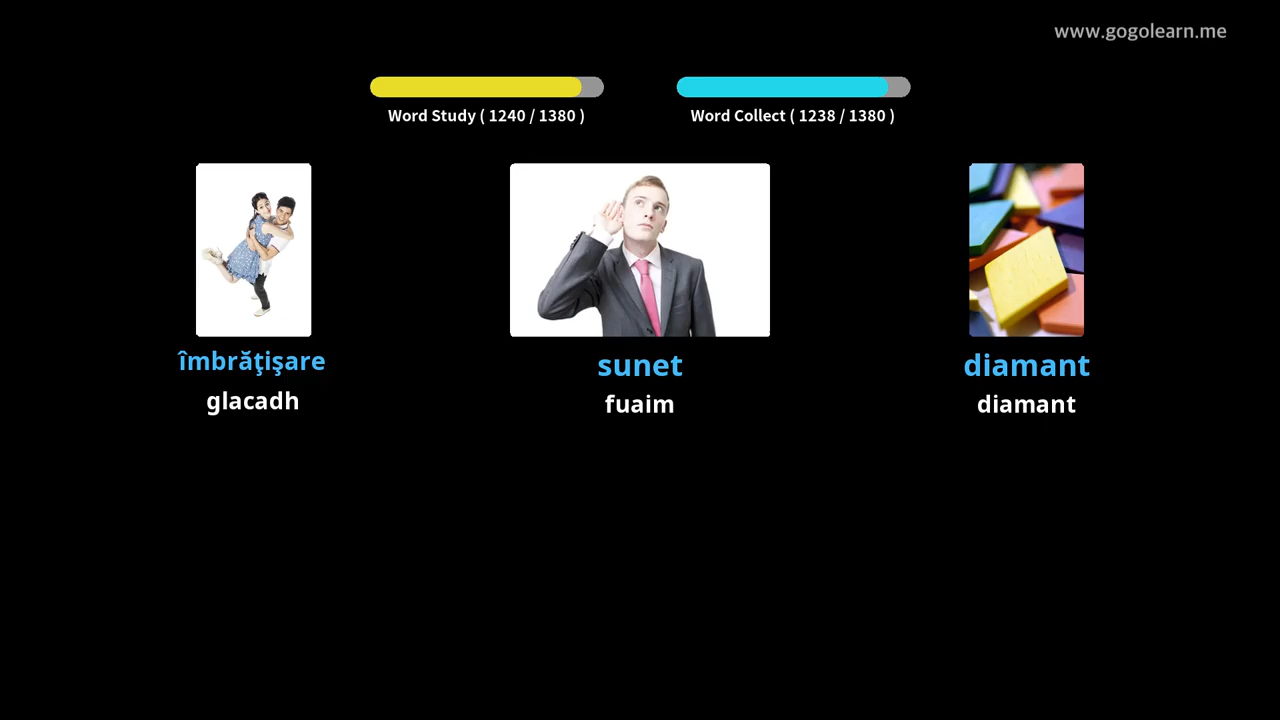 www.gogolearn.me
Word Study ( 1240 / 1380 )
Word Collect ( 1238 / 1380 )
îmbrăţişare
glacadh
sunet
fuaim
diamant
diamant